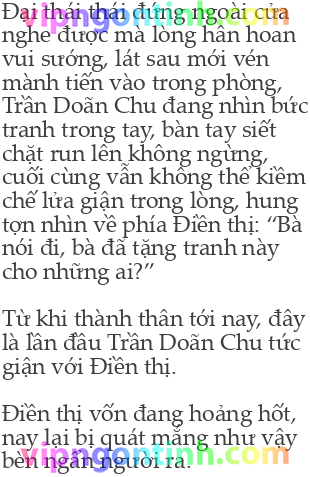 Đại thái thái đứng ngoài cửa
vipngontinh.com
nghe được mà lòng hân hoan
vui sướng, lát sau mới vén
mành tiến vào trong phòng,
Trần Doãn Chu đang nhìn bức
tranh trong tay, bàn tay siết
chặt run lên không ngừng,
cuối cùng vẫn không thể kiềm
chế lửa giận trong lòng, hung
tợn nhìn về phía Điền thị: “Bà
nói đi, bà đã tặng tranh này
cho những ai?”
Từ khi thành thân tới nay, đây
là lần đầu Trần Doãn Chu tức
giận với Điền thị.
Điền thị vốn đang hoảng hốt,
nay lại bị quát mắng như vậy
vipngontinh.com
bèn ngẩn người ra.